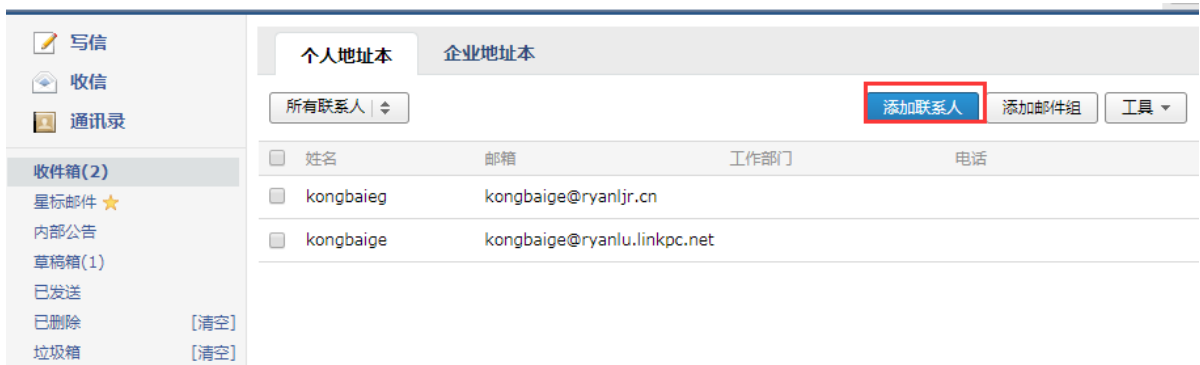 写信
收信
通讯录
收件箱(2)
星标邮件
内部公告
草稿箱(1)
已发送
已删除 [清空]
垃圾箱 [清空]
个人地址本 企业地址本
所有联系人 添加联系人 添加邮件组 工具
姓名 邮箱 工作部门 电话
kongbaieg kongbaige@ryanljr.cn
kongbaige kongbaige@ryanlu.linkpc.net